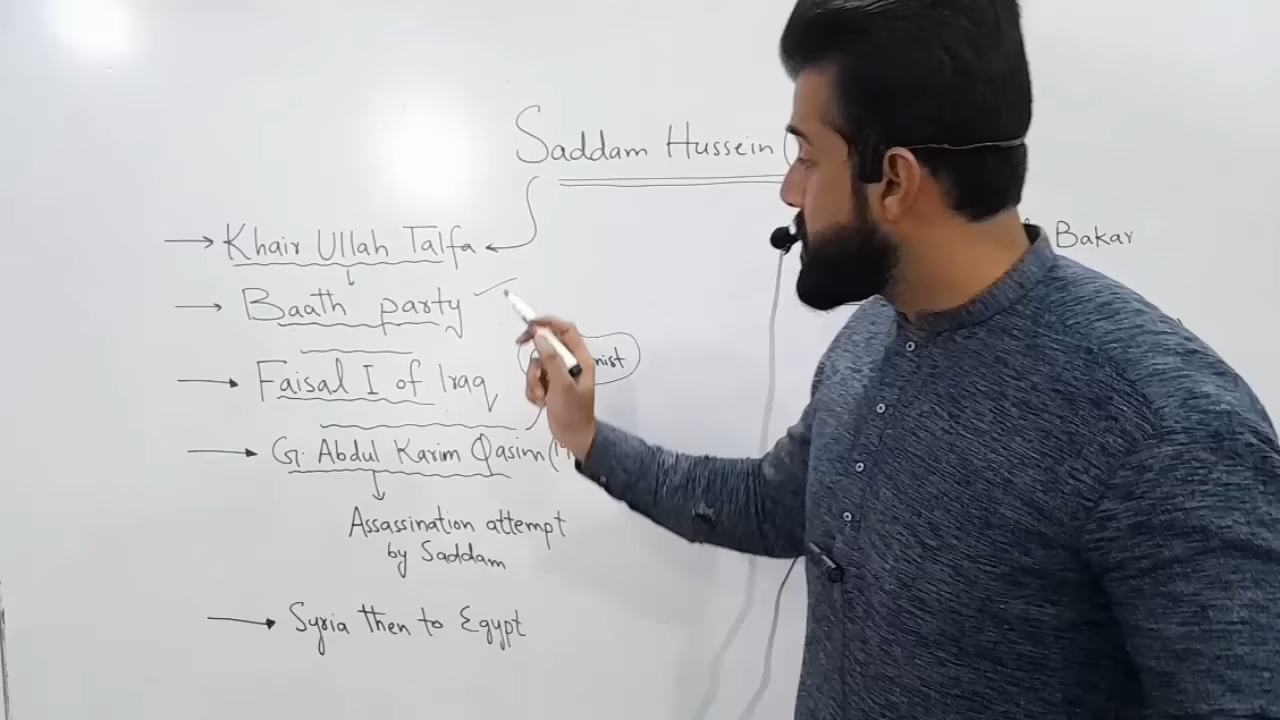 Saddam Hussein (
Khair Ullah Talfa
Bakar
Baath party
Faisal I of Iraq
G. Abdul Karim Qasim (
Assassination attempt
by Saddam
Syria then to Egypt